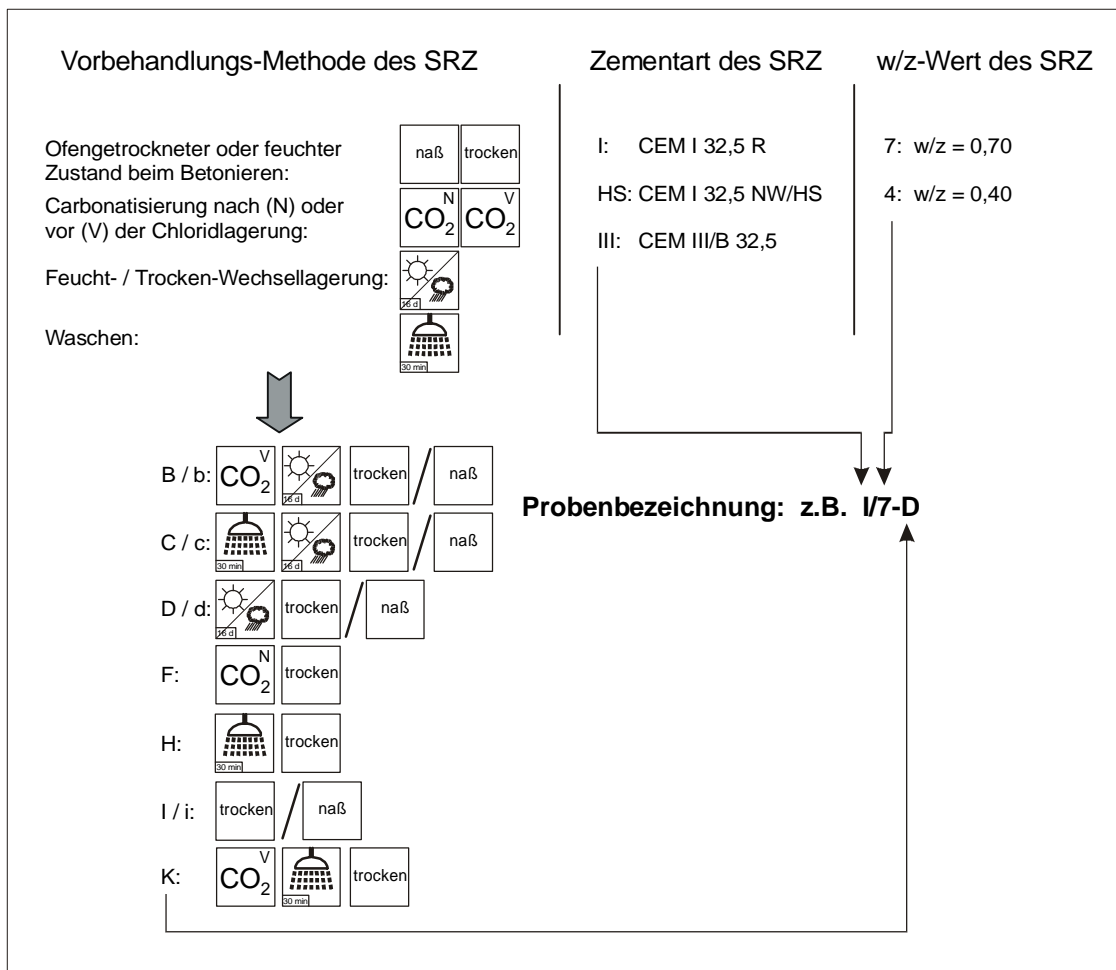 Vorbehandlungs-Methode des SRZ
Zementart des SRZ
w/z-Wert des SRZ
Ofengetrockneter oder feuchter
Zustand beim Betonieren:
naß trocken
Carbonatisierung nach (N) oder
vor (V) der Chloridlagerung:
CO2 N CO2 V
Feucht- / Trocken-Wechsellagerung:
16 d
Waschen:
30 min
I: CEM I 32,5 R
HS: CEM I 32,5 NW/HS
III: CEM III/B 32,5
7: w/z = 0,70
4: w/z = 0,40
B / b: CO2 V 16 d trocken / naß
C / c: 30 min 16 d trocken / naß
D / d: 16 d trocken / naß
F: CO2 N trocken
H: 30 min trocken
I / i: trocken / naß
K: CO2 V 30 min trocken
Probenbezeichnung: z.B. I/7-D